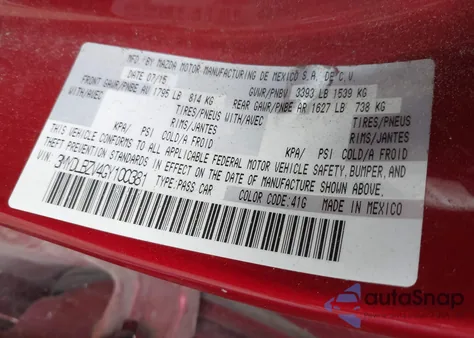 MFD. BY MAZDA MOTOR MANUFACTURING DE MEXICO S.A. DE C.V.
DATE 07/15 GVWR/PNBV 3393 LB 1539 KG
FRONT GAWR/PNBE AV 1795 LB 814 KG REAR GAWR/PNBE AR 1627 LB 738 KG
WITH/AVEC TIRES/PNEUS WITH/AVEC TIRES/PNEUS
RIMS/JANTES RIMS/JANTES
COLD/A FROID COLD/A FROID
THIS VEHICLE CONFORMS TO ALL APPLICABLE FEDERAL MOTOR VEHICLE SAFETY, BUMPER, AND
THEFT PREVENTION STANDARDS IN EFFECT ON THE DATE OF MANUFACTURE SHOWN ABOVE.
TYPE:PASS CAR
COLOR CODE:41G MADE IN MEXICO
autoSnap